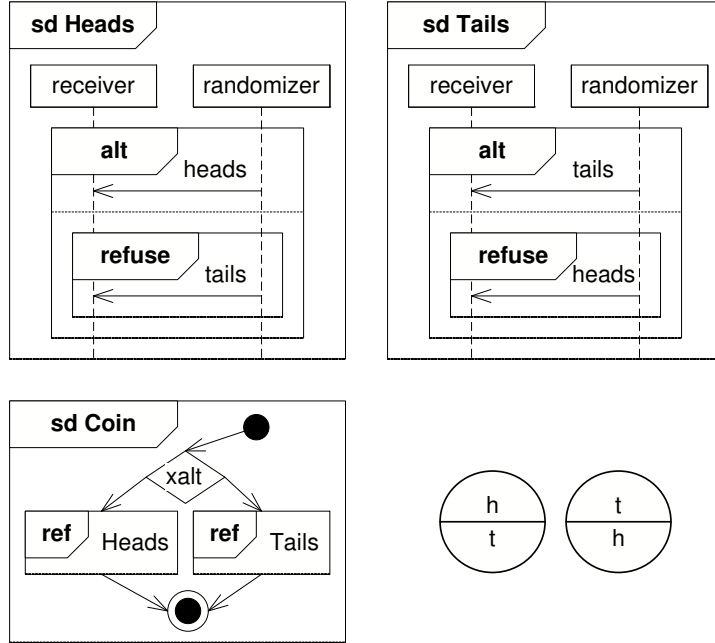 sd Heads
receiver randomizer
alt
heads
refuse
tails
sd Tails
receiver randomizer
alt
tails
refuse
heads
sd Coin
xalt
ref Heads
ref Tails
h
t
t
h